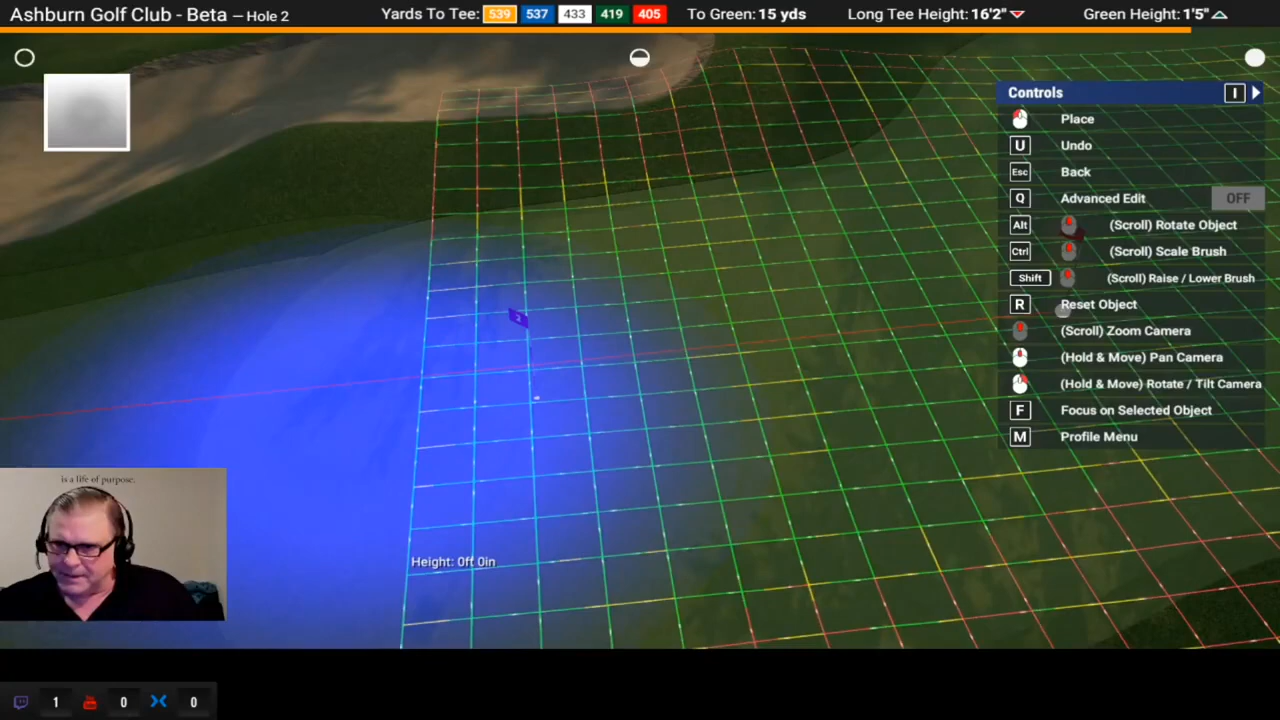 Ashburn Golf Club - Beta – Hole 2
Yards To Tee: 539 537 433 419 405
To Green: 15 yds
Long Tee Height: 16'2"
Green Height: 1'5"
Controls I
Place
U Undo
Esc Back
Q Advanced Edit OFF
Alt (Scroll) Rotate Object
Ctrl (Scroll) Scale Brush
Shift (Scroll) Raise / Lower Brush
R Reset Object
(Scroll) Zoom Camera
(Hold & Move) Pan Camera
(Hold & Move) Rotate / Tilt Camera
F Focus on Selected Object
M Profile Menu
2
is a life of purpose.
Height: 0ft 0in
1 0 0